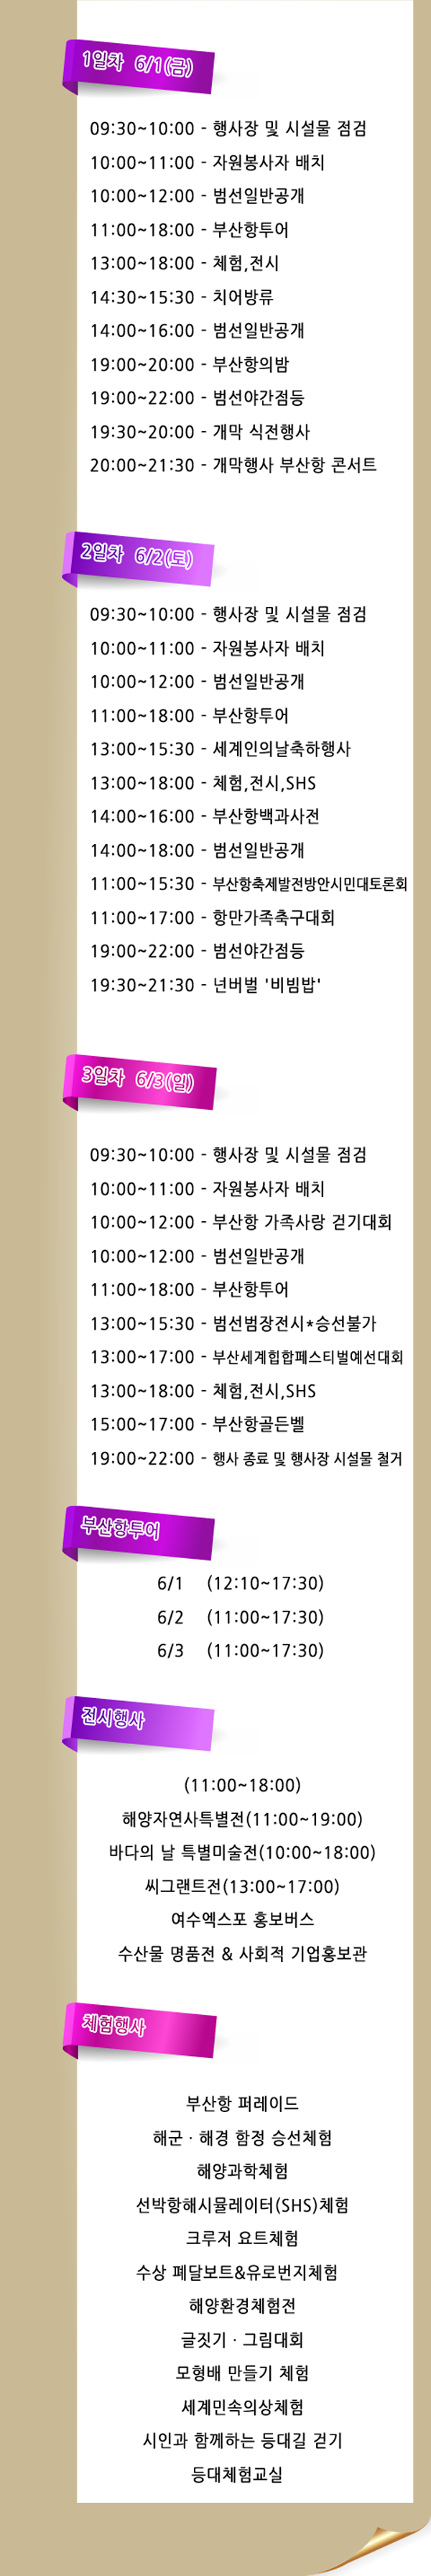 1일차 6/1(금)
09:30~10:00 - 행사장 및 시설물 점검
10:00~11:00 - 자원봉사자 배치
10:00~12:00 - 범선일반공개
11:00~18:00 - 부산항투어
13:00~18:00 - 체험,전시
14:30~15:30 - 치어방류
14:00~16:00 - 범선일반공개
19:00~20:00 - 부산항의밤
19:00~22:00 - 범선야간점등
19:30~20:00 - 개막 식전행사
20:00~21:30 - 개막행사 부산항 콘서트
2일차 6/2(토)
09:30~10:00 - 행사장 및 시설물 점검
10:00~11:00 - 자원봉사자 배치
10:00~12:00 - 범선일반공개
11:00~18:00 - 부산항투어
13:00~15:30 - 세계인의날축하행사
13:00~18:00 - 체험,전시,SHS
14:00~16:00 - 부산항백과사전
14:00~18:00 - 범선일반공개
11:00~15:30 - 부산항축제발전방안시민대토론회
11:00~17:00 - 항만가족축구대회
19:00~22:00 - 범선야간점등
19:30~21:30 - 넌버벌 '비빔밥'
3일차 6/3(일)
09:30~10:00 - 행사장 및 시설물 점검
10:00~11:00 - 자원봉사자 배치
10:00~12:00 - 부산항 가족사랑 걷기대회
10:00~12:00 - 범선일반공개
11:00~18:00 - 부산항투어
13:00~15:30 - 범선범장전시*승선불가
13:00~17:00 - 부산세계힙합페스티벌예선대회
13:00~18:00 - 체험,전시,SHS
15:00~17:00 - 부산항골든벨
19:00~22:00 - 행사 종료 및 행사장 시설물 철거
부산항투어
6/1 (12:10~17:30)
6/2 (11:00~17:30)
6/3 (11:00~17:30)
전시행사
(11:00~18:00)
해양자연사특별전(11:00~19:00)
바다의 날 특별미술전(10:00~18:00)
씨그랜트전(13:00~17:00)
여수엑스포 홍보버스
수산물 명품전 & 사회적 기업홍보관
체험행사
부산항 퍼레이드
해군 · 해경 함정 승선체험
해양과학체험
선박항해시뮬레이터(SHS)체험
크루저 요트체험
수상 페달보트&유로번지체험
해양환경체험전
글짓기 · 그림대회
모형배 만들기 체험
세계민속의상체험
시인과 함께하는 등대길 걷기
등대체험교실